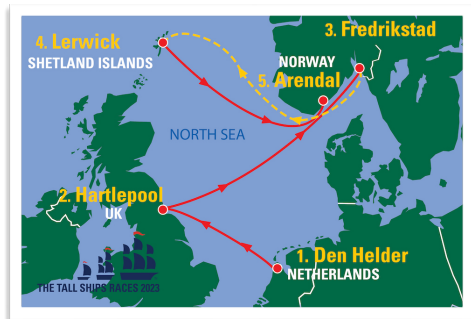 4. Lerwick
SHETLAND ISLANDS
3. Fredrikstad
NORWAY
5. Arendal
NORTH SEA
2. Hartlepool
UK
1. Den Helder
NETHERLANDS
THE TALL SHIPS RACES 2023